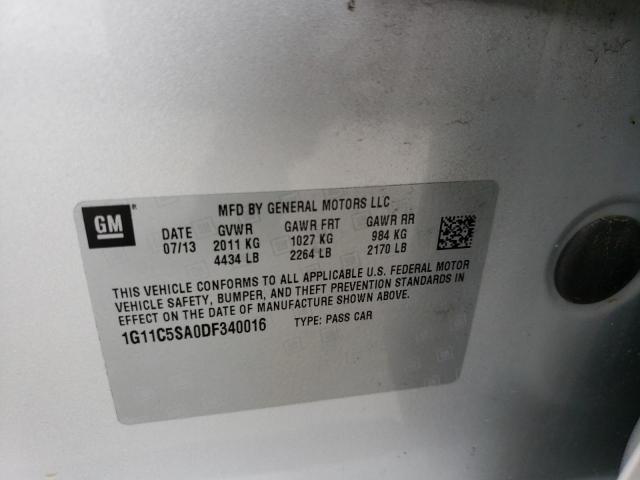 GM
MFD BY GENERAL MOTORS LLC
DATE GVWR GAWR FRT GAWR RR
07/13 2011 KG 1027 KG 984 KG
4434 LB 2264 LB 2170 LB
THIS VEHICLE CONFORMS TO ALL APPLICABLE U.S. FEDERAL MOTOR
VEHICLE SAFETY, BUMPER, AND THEFT PREVENTION STANDARDS IN
EFFECT ON THE DATE OF MANUFACTURE SHOWN ABOVE.
1G11C5SA0DF340016 TYPE: PASS CAR